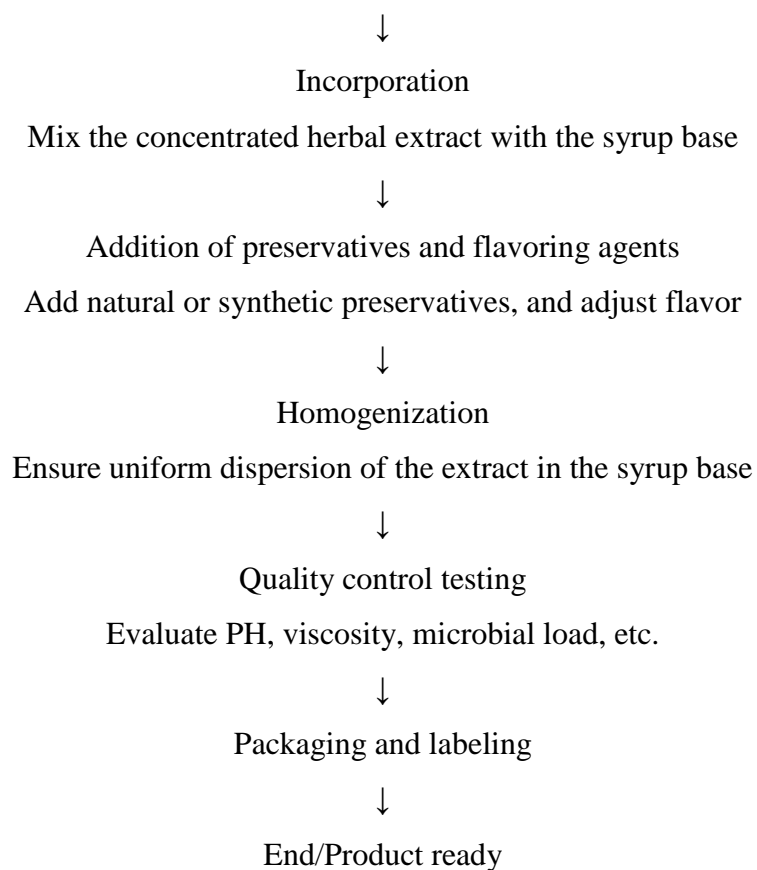 ↓
Incorporation
Mix the concentrated herbal extract with the syrup base
↓
Addition of preservatives and flavoring agents
Add natural or synthetic preservatives, and adjust flavor
↓
Homogenization
Ensure uniform dispersion of the extract in the syrup base
↓
Quality control testing
Evaluate PH, viscosity, microbial load, etc.
↓
Packaging and labeling
↓
End/Product ready